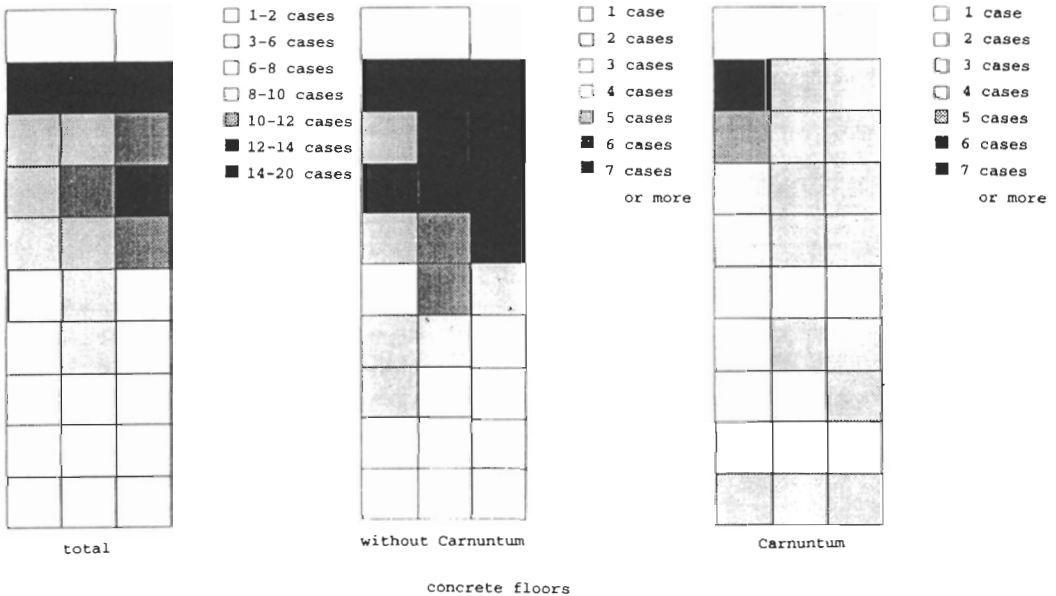 1-2 cases
3-6 cases
6-8 cases
8-10 cases
10-12 cases
12-14 cases
14-20 cases
1 case
2 cases
3 cases
4 cases
5 cases
6 cases
7 cases
or more
1 case
2 cases
3 cases
4 cases
5 cases
6 cases
7 cases
or more
total
without Carnuntum
Carnuntum
concrete floors